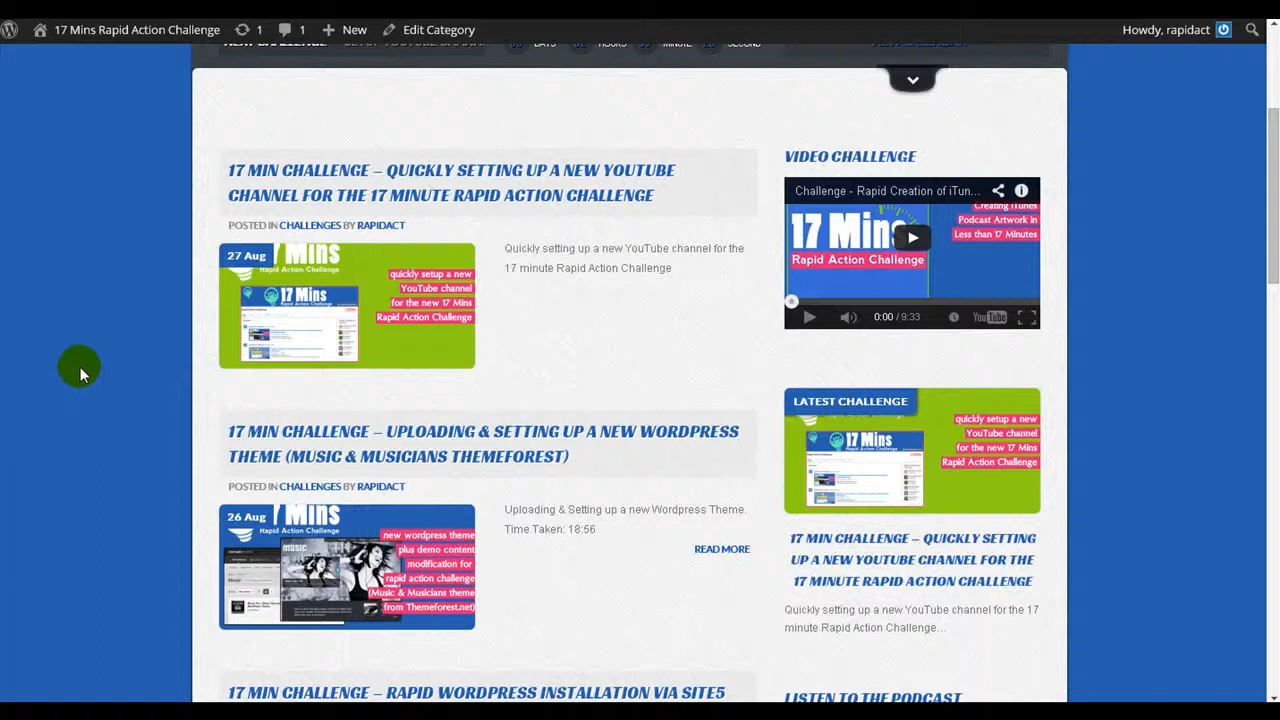 17 Mins Rapid Action Challenge
1
1
New
Edit Category
Howdy, rapidact
DAYS
HOURS
MINUTE
SECOND
17 MIN CHALLENGE – QUICKLY SETTING UP A NEW YOUTUBE
CHANNEL FOR THE 17 MINUTE RAPID ACTION CHALLENGE
POSTED IN CHALLENGES BY RAPIDACT
27 Aug
17 Mins
Rapid Action Challenge
quickly setup a new
YouTube channel
for the new 17 Mins
Rapid Action Challenge
17 Mins
Quickly setting up a new YouTube channel for the
17 minute Rapid Action Challenge
17 MIN CHALLENGE – UPLOADING & SETTING UP A NEW WORDPRESS
THEME (MUSIC & MUSICIANS THEMEFOREST)
POSTED IN CHALLENGES BY RAPIDACT
26 Aug
17 Mins
Rapid Action Challenge
new wordpress theme
plus demo content
modification for
rapid action challenge
(Music & Musicians theme
from Themeforest.net)
MUSIC
Uploading & Setting up a new Wordpress Theme.
Time Taken: 18:56
READ MORE
17 MIN CHALLENGE – RAPID WORDPRESS INSTALLATION VIA SITE5
VIDEO CHALLENGE
Challenge - Rapid Creation of iTun...
17 Mins
Rapid Action Challenge
Creating iTunes
Podcast Artwork in
Less than 17 Minutes
0:00 / 9:33
YouTube
LATEST CHALLENGE
quickly setup a new
YouTube channel
for the new 17 Mins
Rapid Action Challenge
17 Mins
17 MIN CHALLENGE – QUICKLY SETTING
UP A NEW YOUTUBE CHANNEL FOR THE
17 MINUTE RAPID ACTION CHALLENGE
Quickly setting up a new YouTube channel for the 17
minute Rapid Action Challenge...
LISTEN TO THE PODCAST